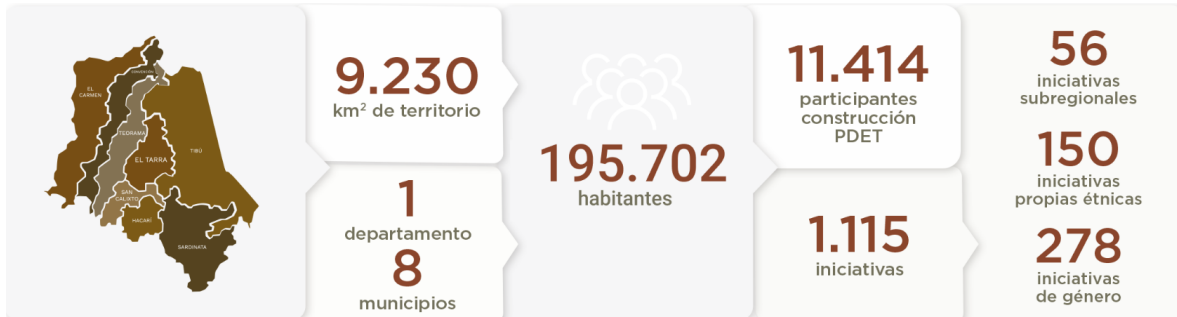 CONVENCIÓN
EL
CARMEN
TEORAMA
TIBÚ
EL TARRA
SAN
CALIXTO
HACARÍ
SARDINATA
9.230
km² de territorio
1
departamento
8
municipios
195.702
habitantes
11.414
participantes
construcción
PDET
1.115
iniciativas
56
iniciativas
subregionales
150
iniciativas
propias étnicas
278
iniciativas
de género